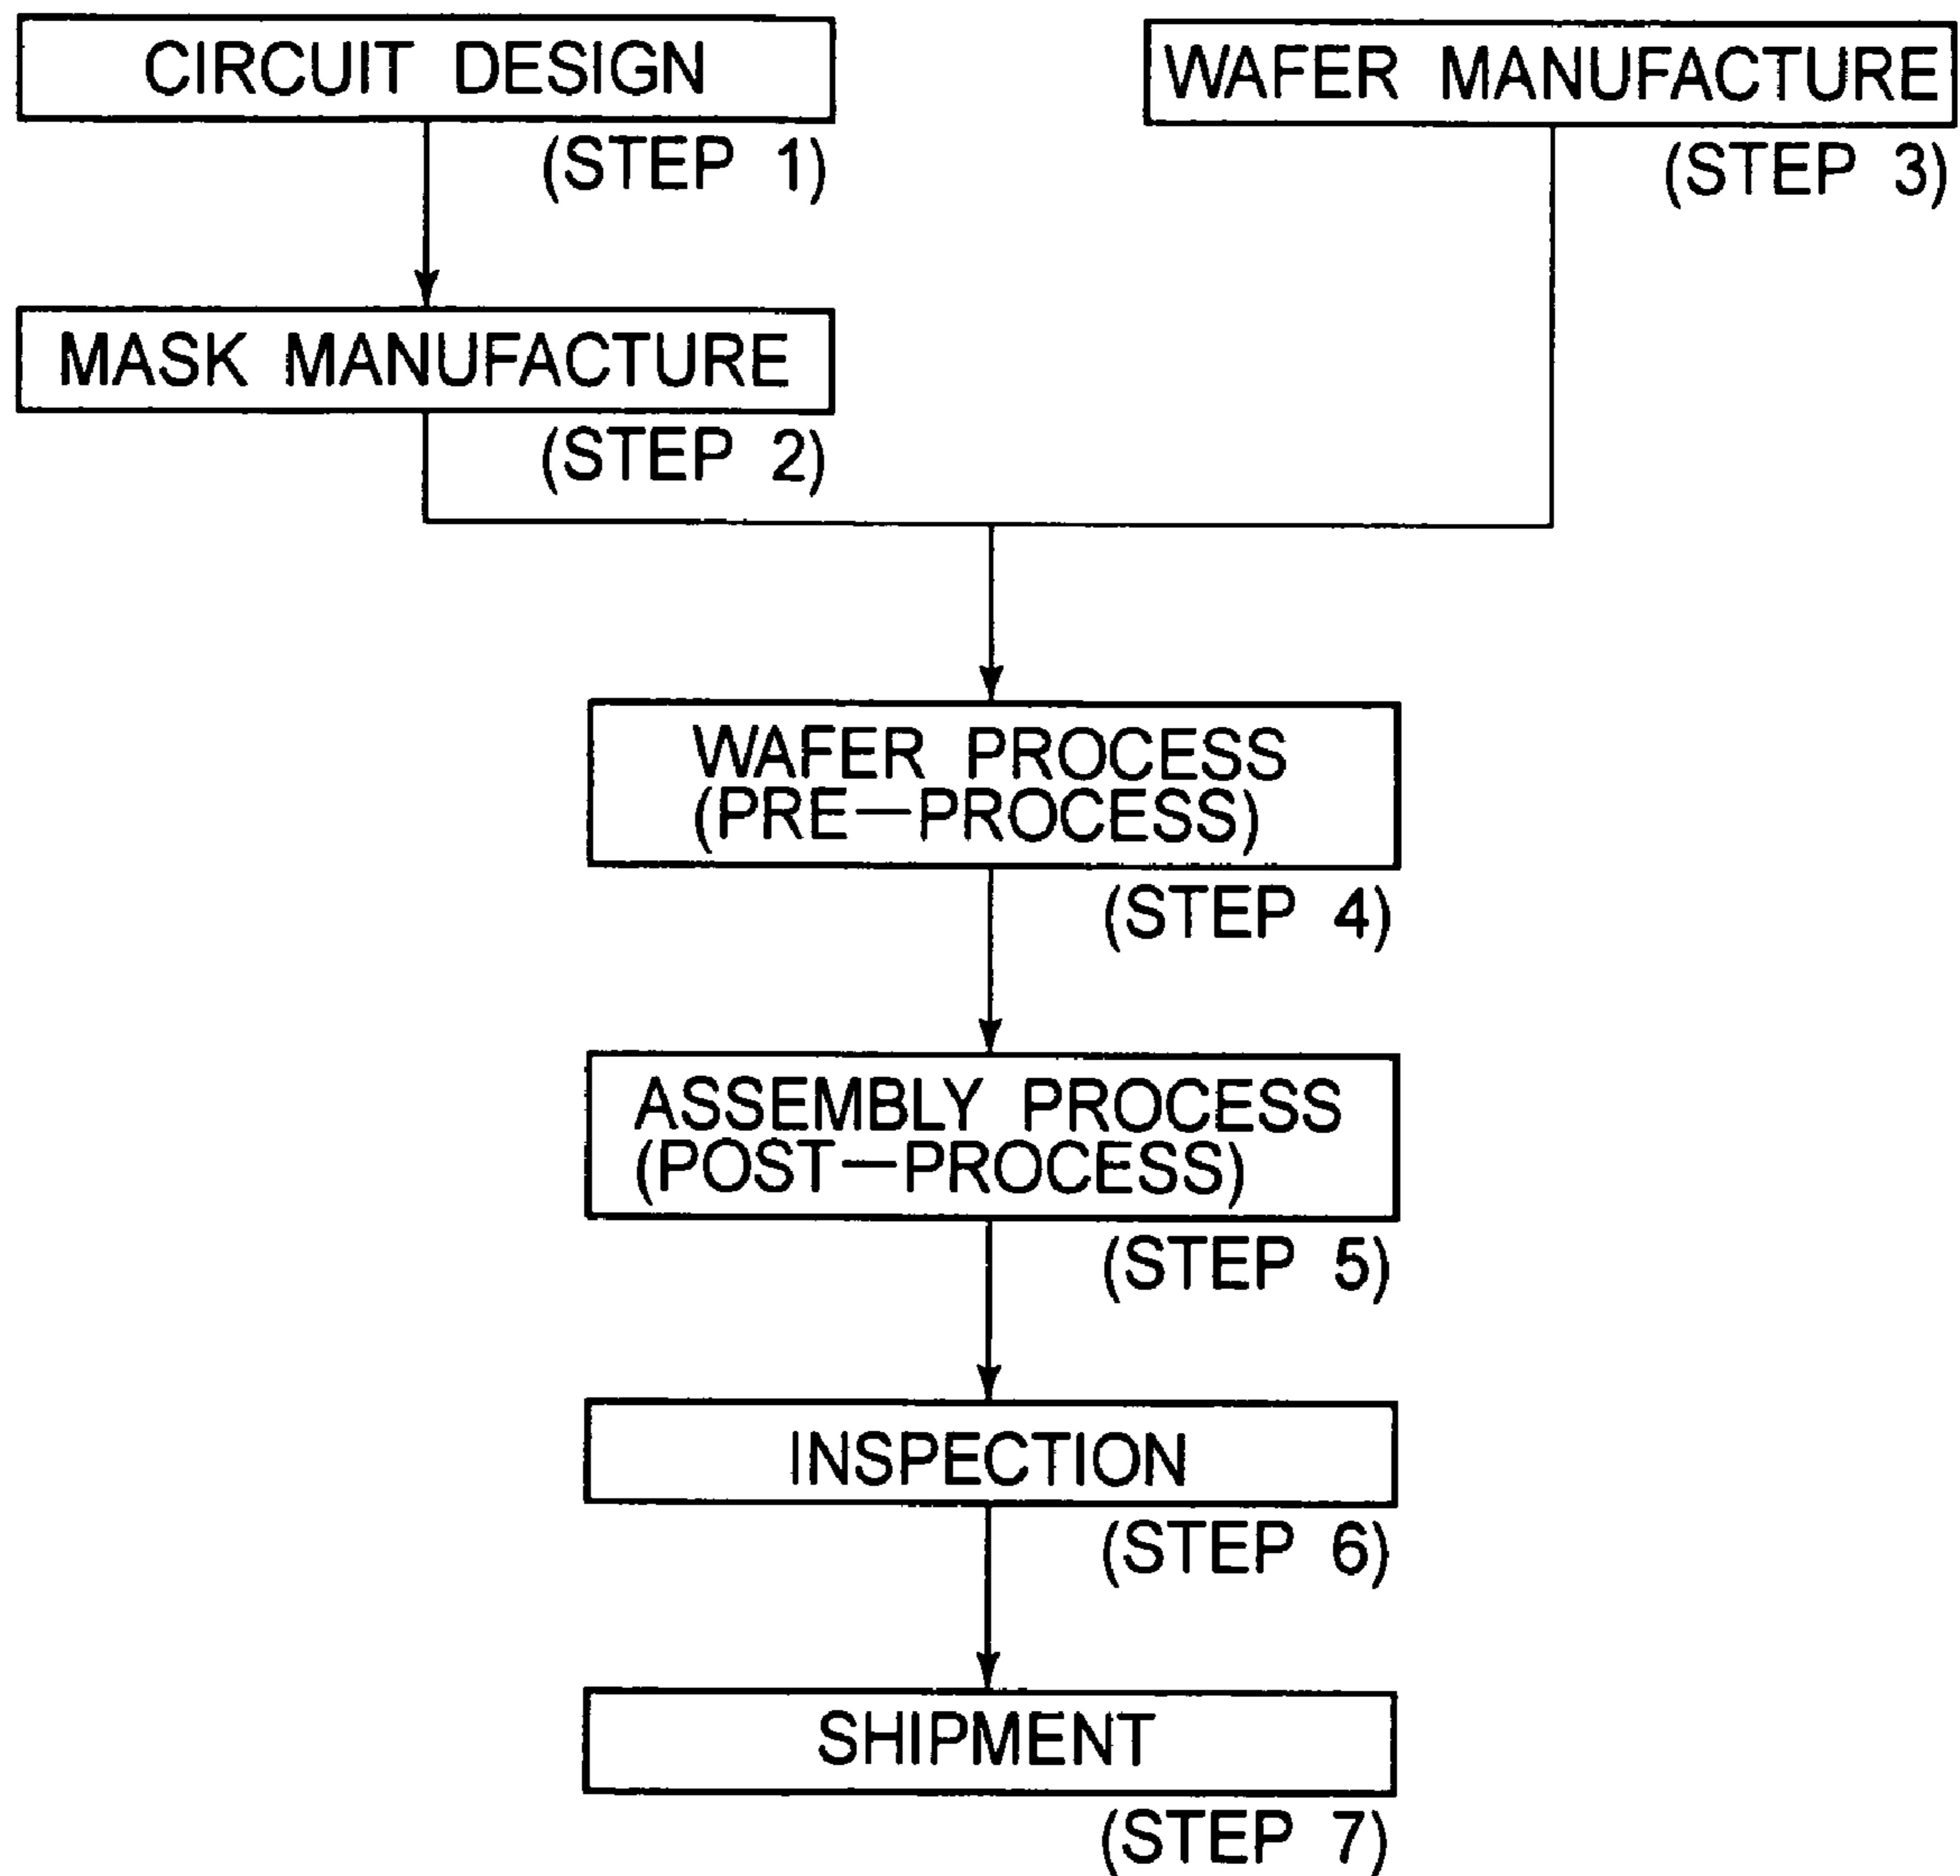 CIRCUIT DESIGN
(STEP 1)
WAFER MANUFACTURE
(STEP 3)
MASK MANUFACTURE
(STEP 2)
WAFER PROCESS
(PRE—PROCESS)
(STEP 4)
ASSEMBLY PROCESS
(POST—PROCESS)
(STEP 5)
INSPECTION
(STEP 6)
SHIPMENT
(STEP 7)